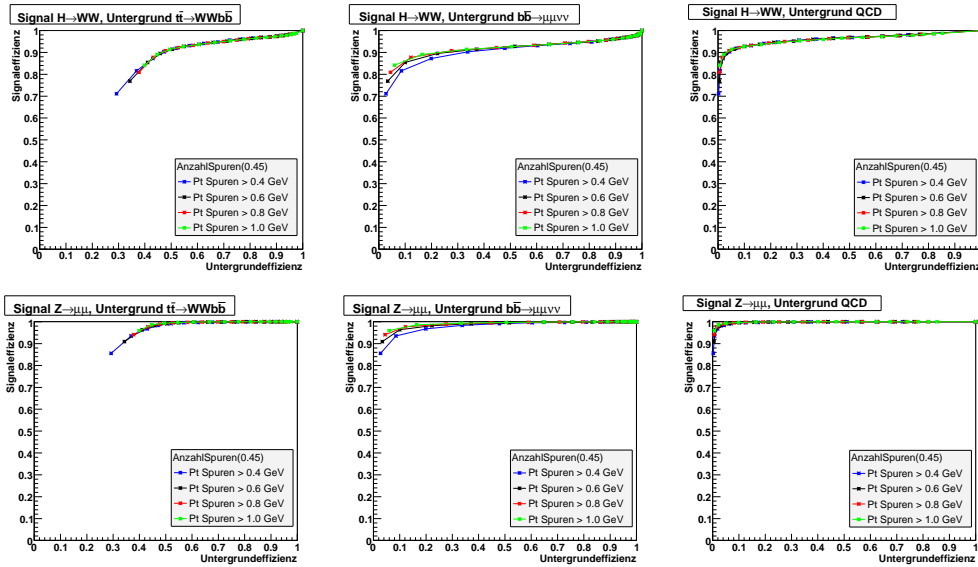 Signal H→WW, Untergrund tt̄→WWbb̄
Signaleffizienz
1
0.9
0.8
0.7
0.6
0.5
0.4
0.3
0.2
0.1
0
0 0.1 0.2 0.3 0.4 0.5 0.6 0.7 0.8 0.9 1
Untergrundeffizienz
AnzahlSpuren(0.45)
Pt Spuren > 0.4 GeV
Pt Spuren > 0.6 GeV
Pt Spuren > 0.8 GeV
Pt Spuren > 1.0 GeV
Signal H→WW, Untergrund bb̄→μμνν
Signaleffizienz
1
0.9
0.8
0.7
0.6
0.5
0.4
0.3
0.2
0.1
0
0 0.1 0.2 0.3 0.4 0.5 0.6 0.7 0.8 0.9 1
Untergrundeffizienz
AnzahlSpuren(0.45)
Pt Spuren > 0.4 GeV
Pt Spuren > 0.6 GeV
Pt Spuren > 0.8 GeV
Pt Spuren > 1.0 GeV
Signal H→WW, Untergrund QCD
Signaleffizienz
1
0.9
0.8
0.7
0.6
0.5
0.4
0.3
0.2
0.1
0
0 0.1 0.2 0.3 0.4 0.5 0.6 0.7 0.8 0.9 1
Untergrundeffizienz
AnzahlSpuren(0.45)
Pt Spuren > 0.4 GeV
Pt Spuren > 0.6 GeV
Pt Spuren > 0.8 GeV
Pt Spuren > 1.0 GeV
Signal Z→μμ, Untergrund tt̄→WWbb̄
Signaleffizienz
1
0.9
0.8
0.7
0.6
0.5
0.4
0.3
0.2
0.1
0
0 0.1 0.2 0.3 0.4 0.5 0.6 0.7 0.8 0.9 1
Untergrundeffizienz
AnzahlSpuren(0.45)
Pt Spuren > 0.4 GeV
Pt Spuren > 0.6 GeV
Pt Spuren > 0.8 GeV
Pt Spuren > 1.0 GeV
Signal Z→μμ, Untergrund bb̄→μμνν
Signaleffizienz
1
0.9
0.8
0.7
0.6
0.5
0.4
0.3
0.2
0.1
0
0 0.1 0.2 0.3 0.4 0.5 0.6 0.7 0.8 0.9 1
Untergrundeffizienz
AnzahlSpuren(0.45)
Pt Spuren > 0.4 GeV
Pt Spuren > 0.6 GeV
Pt Spuren > 0.8 GeV
Pt Spuren > 1.0 GeV
Signal Z→μμ, Untergrund QCD
Signaleffizienz
1
0.9
0.8
0.7
0.6
0.5
0.4
0.3
0.2
0.1
0
0 0.1 0.2 0.3 0.4 0.5 0.6 0.7 0.8 0.9 1
Untergrundeffizienz
AnzahlSpuren(0.45)
Pt Spuren > 0.4 GeV
Pt Spuren > 0.6 GeV
Pt Spuren > 0.8 GeV
Pt Spuren > 1.0 GeV